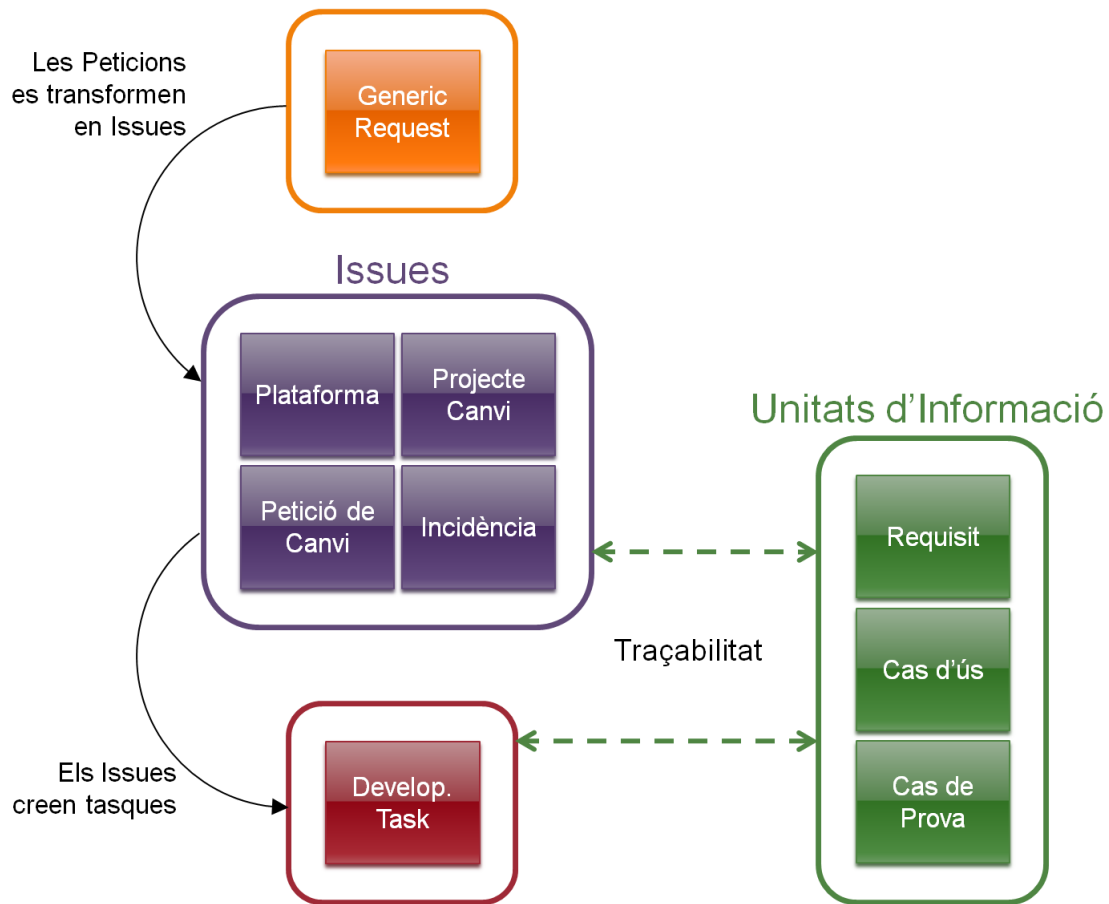 Les Peticions
es transformen
en Issues
Generic
Request
Issues
Plataforma
Projecte
Canvi
Petició de
Canvi
Incidència
Unitats d'Informació
Requisit
Cas d'ús
Cas de
Prova
Traçabilitat
Els Issues
creen tasques
Develop.
Task